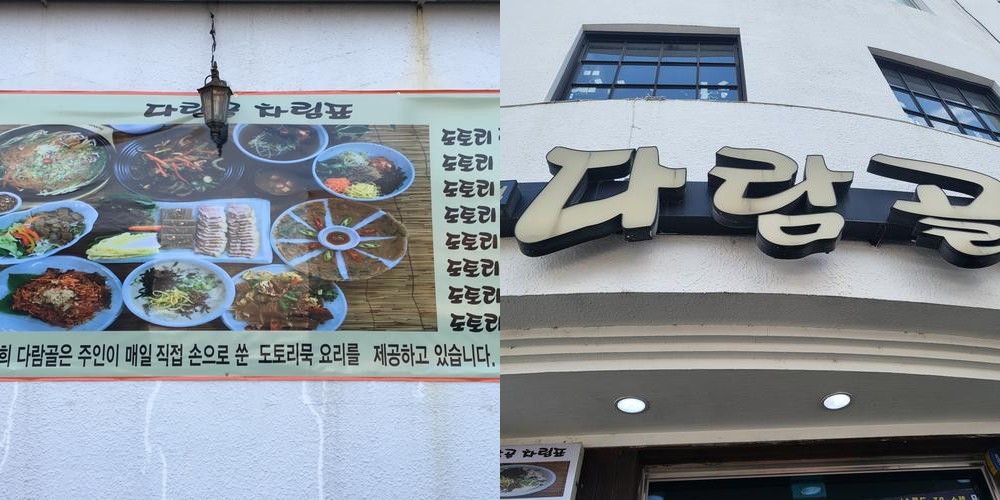 다람골 차림표
도토리
도토리
도토리
도토리
도토리
도토리
도토리
도토리
희 다람골은 주인이 매일 직접 손으로 쑨 도토리묵 요리를 제공하고 있습니다.
다람골
차림표